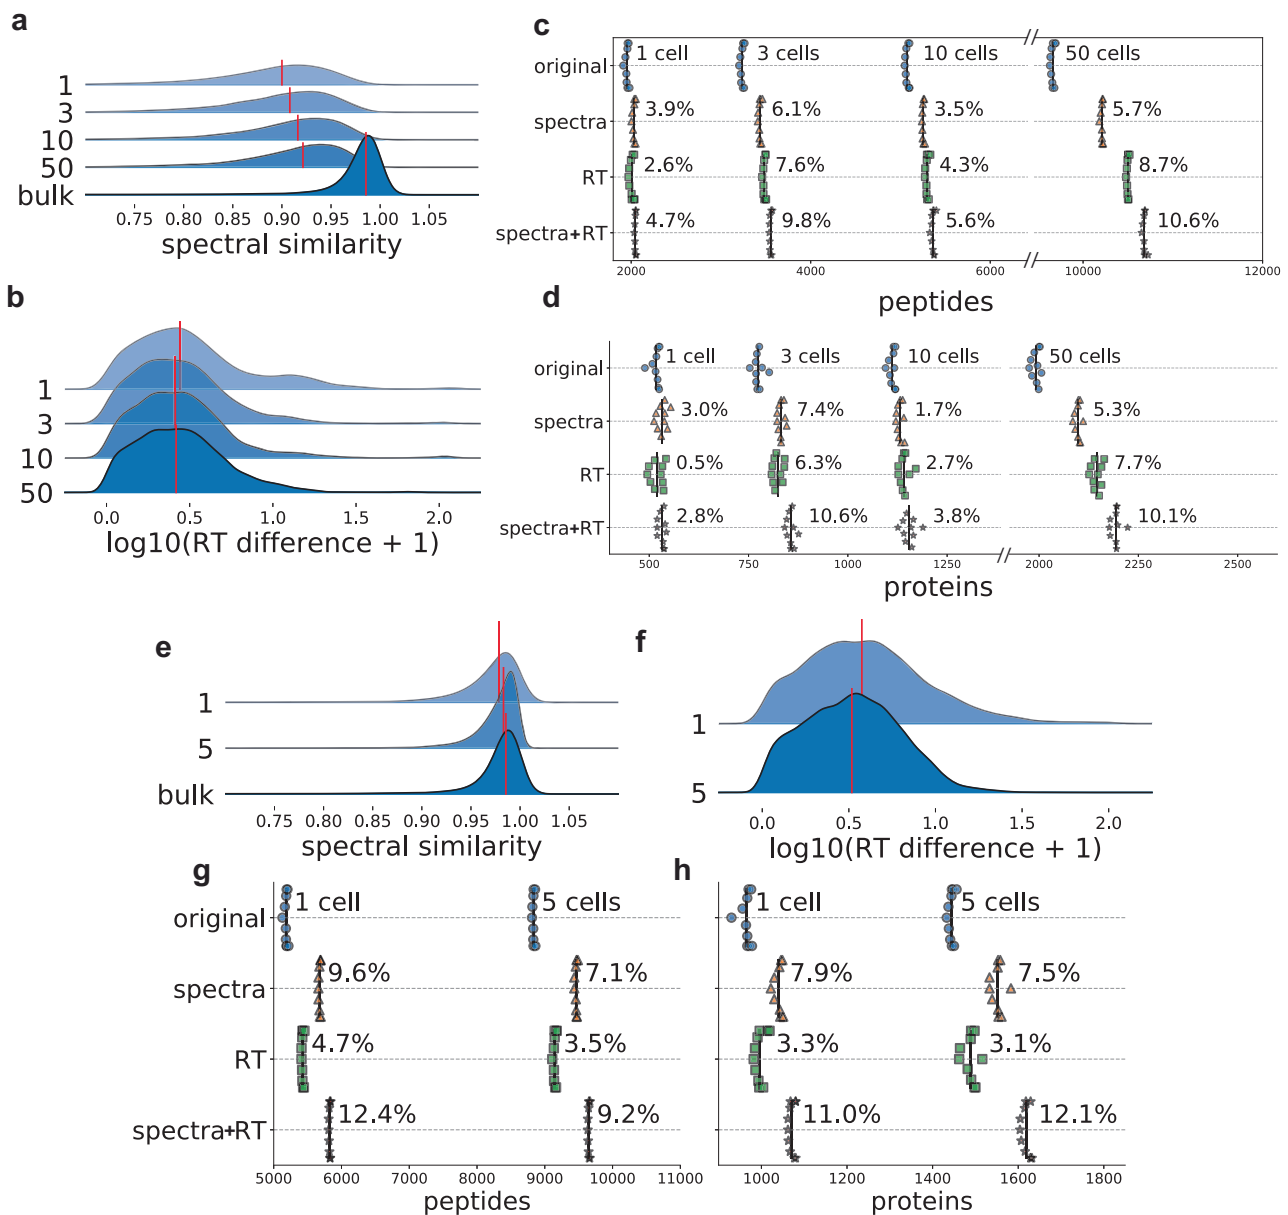 a
1
3
10
50
bulk
0.75 0.80 0.85 0.90 0.95 1.00 1.05
spectral similarity
b
1
3
10
50
0.0 0.5 1.0 1.5 2.0
log10(RT difference + 1)
c
original 1 cell 3 cells 10 cells 50 cells
spectra 3.9% 6.1% 3.5% 5.7%
RT 2.6% 7.6% 4.3% 8.7%
spectra+RT 4.7% 9.8% 5.6% 10.6%
2000 4000 6000 10000 12000
peptides
d
original 1 cell 3 cells 10 cells 50 cells
spectra 3.0% 7.4% 1.7% 5.3%
RT 0.5% 6.3% 2.7% 7.7%
spectra+RT 2.8% 10.6% 3.8% 10.1%
500 750 1000 1250 2000 2250 2500
proteins
e
1
5
bulk
0.75 0.80 0.85 0.90 0.95 1.00 1.05
spectral similarity
f
1
5
0.0 0.5 1.0 1.5 2.0
log10(RT difference + 1)
g
original 1 cell 5 cells
spectra 9.6% 7.1%
RT 4.7% 3.5%
spectra+RT 12.4% 9.2%
5000 6000 7000 8000 9000 10000 11000
peptides
h
1 cell 5 cells
7.9% 7.5%
3.3% 3.1%
11.0% 12.1%
1000 1200 1400 1600 1800
proteins